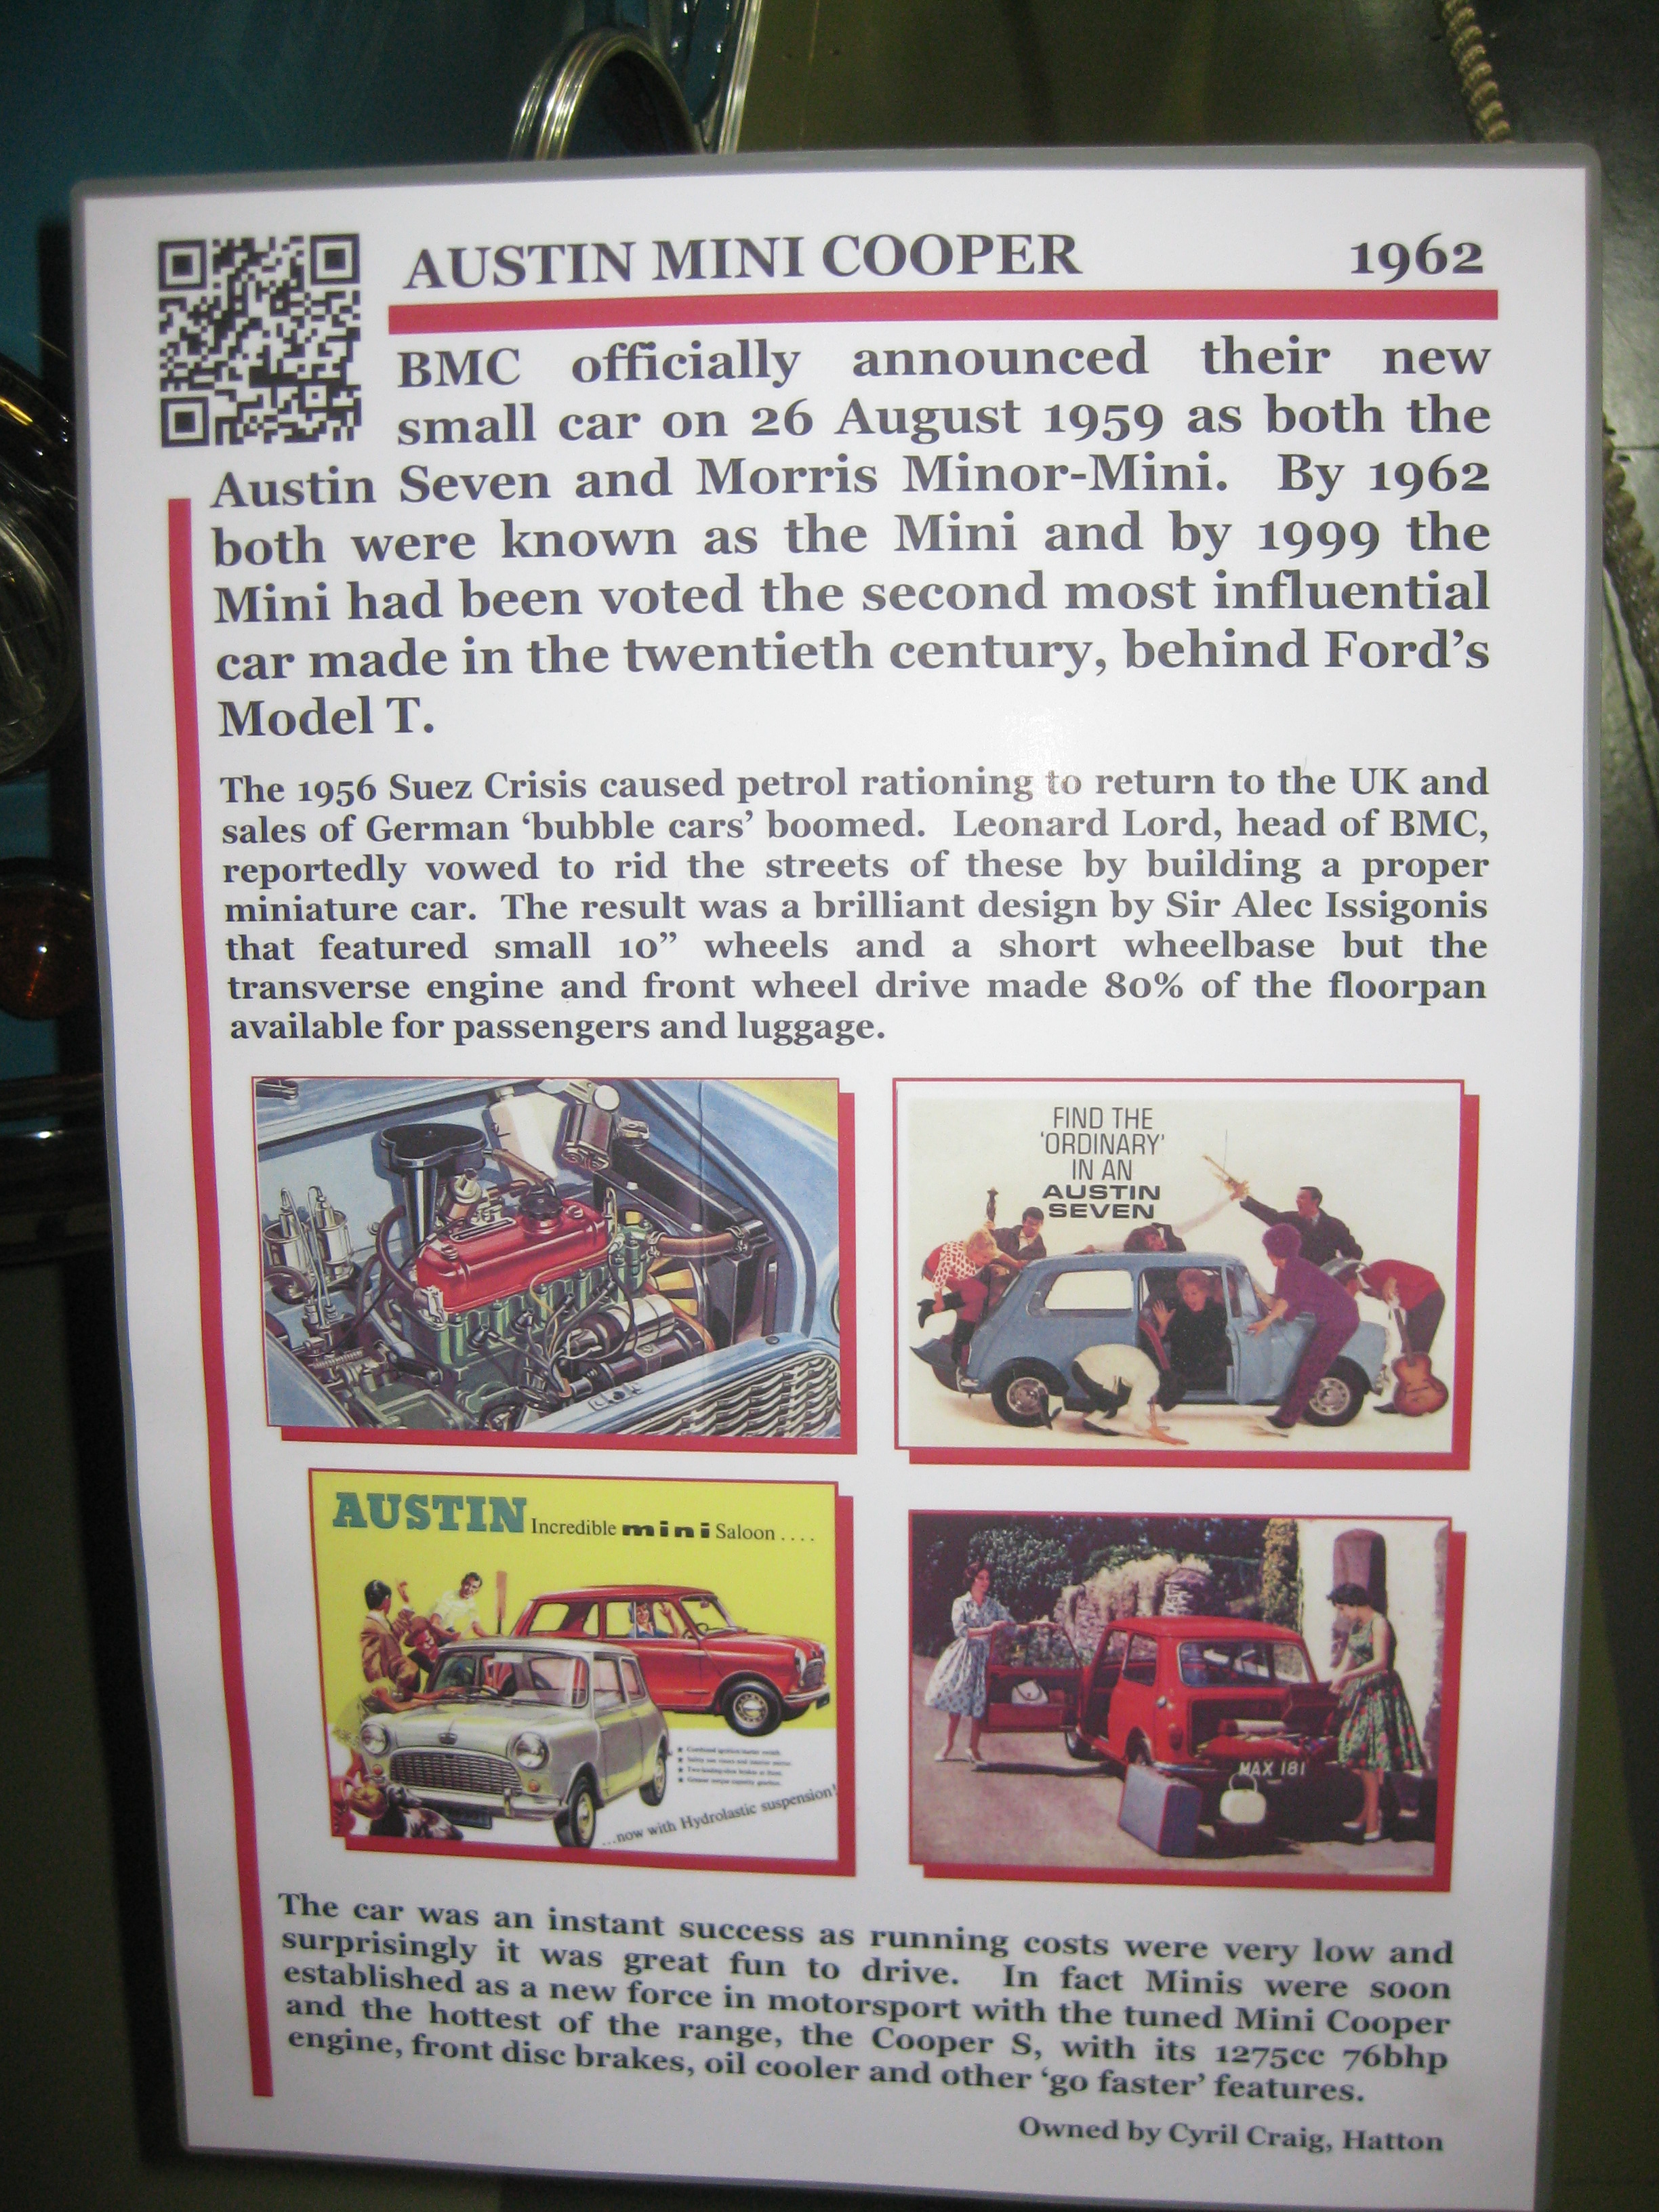 AUSTIN MINI COOPER 1962
BMC officially announced their new
small car on 26 August 1959 as both the
Austin Seven and Morris Minor-Mini. By 1962
both were known as the Mini and by 1999 the
Mini had been voted the second most influential
car made in the twentieth century, behind Ford's
Model T.
The 1956 Suez Crisis caused petrol rationing to return to the UK and
sales of German ‘bubble cars’ boomed. Leonard Lord, head of BMC,
reportedly vowed to rid the streets of these by building a proper
miniature car. The result was a brilliant design by Sir Alec Issigonis
that featured small 10” wheels and a short wheelbase but the
transverse engine and front wheel drive made 80% of the floorpan
available for passengers and luggage.
FIND THE
‘ORDINARY’
IN AN
AUSTIN
SEVEN
AUSTIN Incredible mini Saloon ....
...now with Hydrolastic suspension!
MAX 181
The car was an instant success as running costs were very low and
surprisingly it was great fun to drive. In fact Minis were soon
established as a new force in motorsport with the tuned Mini Cooper
and the hottest of the range, the Cooper S, with its 1275cc 76bhp
engine, front disc brakes, oil cooler and other ‘go faster’ features.
Owned by Cyril Craig, Hatton